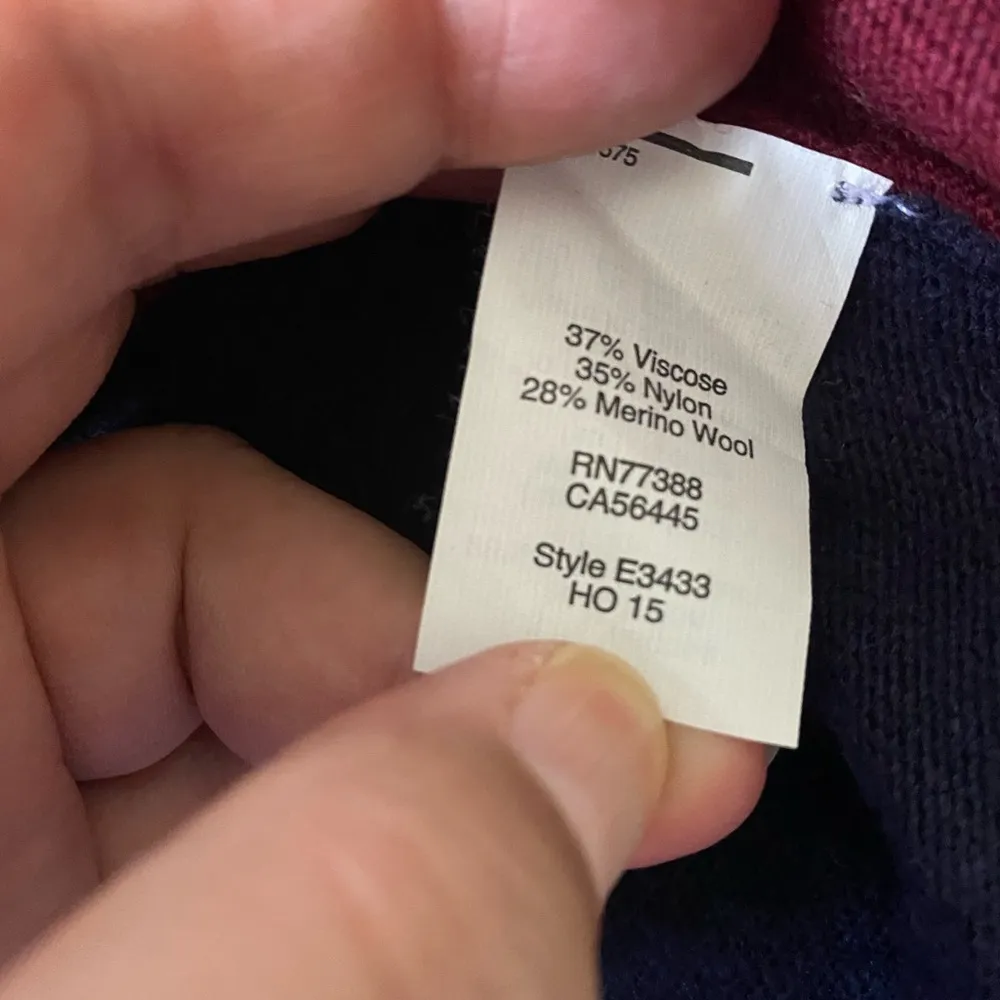 37% Viscose
35% Nylon
28% Merino Wool
RN77388
CA56445
Style E3433
HO 15